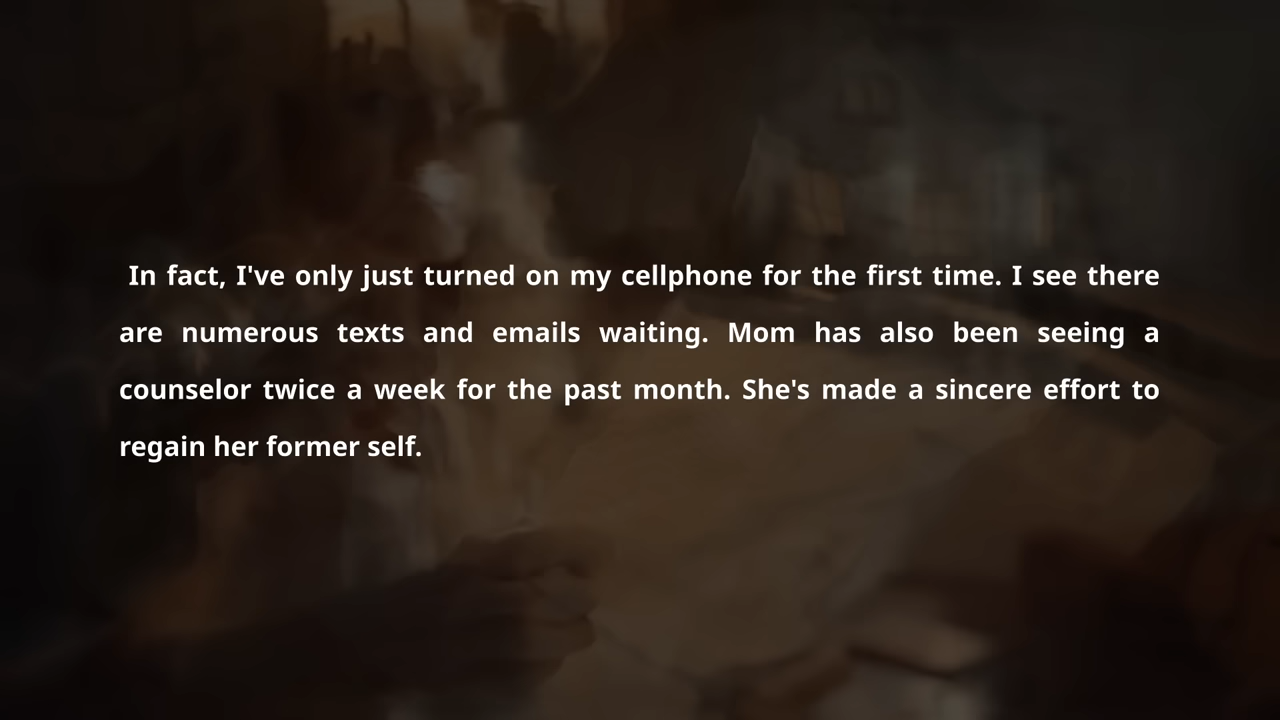 In fact, I've only just turned on my cellphone for the first time. I see there
are numerous texts and emails waiting. Mom has also been seeing a
counselor twice a week for the past month. She's made a sincere effort to
regain her former self.